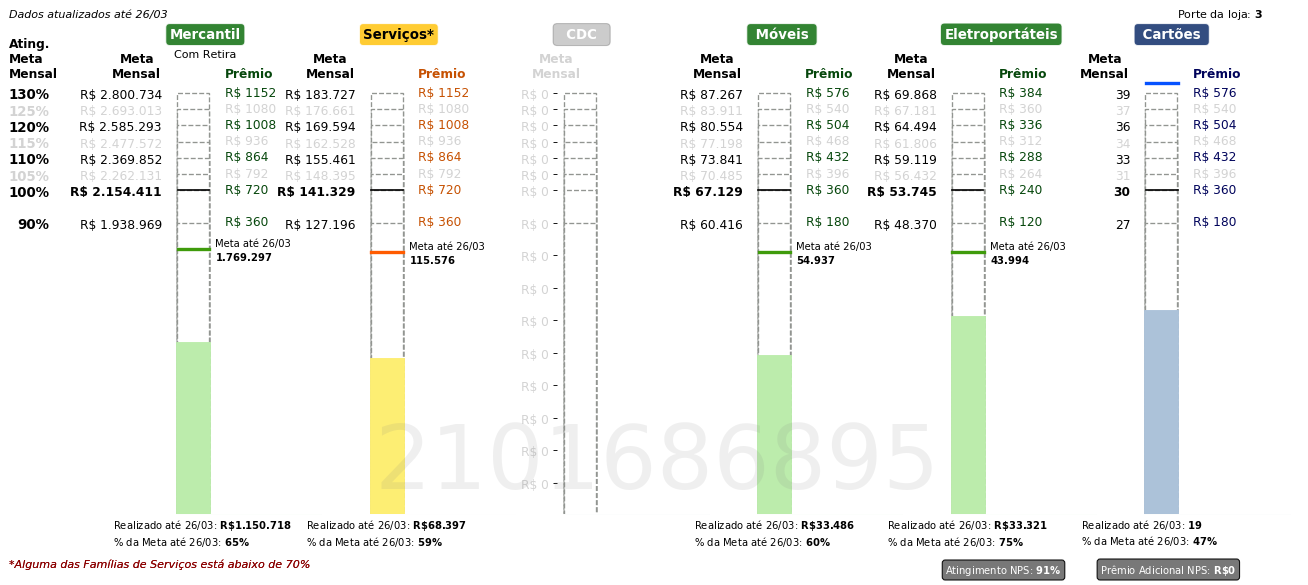 Dados atualizados até 26/03
Porte da loja: 3
Mercantil Serviços* CDC Móveis Eletroportáteis Cartões
Com Retira
Ating. Meta Mensal
Meta Mensal Prêmio Meta Mensal Prêmio Meta Mensal Meta Mensal Prêmio Meta Mensal Prêmio Meta Mensal Prêmio
130% R$ 2.800.734 R$ 1152 R$ 183.727 R$ 1152 R$ 0 R$ 87.267 R$ 576 R$ 69.868 R$ 384 39 R$ 576
125% R$ 2.693.013 R$ 1080 R$ 176.661 R$ 1080 R$ 0 R$ 83.911 R$ 540 R$ 67.181 R$ 360 37 R$ 540
120% R$ 2.585.293 R$ 1008 R$ 169.594 R$ 1008 R$ 0 R$ 80.554 R$ 504 R$ 64.494 R$ 336 36 R$ 504
115% R$ 2.477.572 R$ 936 R$ 162.528 R$ 936 R$ 0 R$ 77.198 R$ 468 R$ 61.806 R$ 312 34 R$ 468
110% R$ 2.369.852 R$ 864 R$ 155.461 R$ 864 R$ 0 R$ 73.841 R$ 432 R$ 59.119 R$ 288 33 R$ 432
105% R$ 2.262.131 R$ 792 R$ 148.395 R$ 792 R$ 0 R$ 70.485 R$ 396 R$ 56.432 R$ 264 31 R$ 396
100% R$ 2.154.411 R$ 720 R$ 141.329 R$ 720 R$ 0 R$ 67.129 R$ 360 R$ 53.745 R$ 240 30 R$ 360
90% R$ 1.938.969 R$ 360 R$ 127.196 R$ 360 R$ 0 R$ 60.416 R$ 180 R$ 48.370 R$ 120 27 R$ 180
Meta até 26/03 Meta até 26/03 Meta até 26/03 Meta até 26/03
1.769.297 115.576 54.937 43.994
R$ 0
R$ 0
R$ 0
R$ 0
R$ 0
R$ 0
R$ 0
R$ 0
2101686895
Realizado até 26/03: R$1.150.718 Realizado até 26/03: R$68.397 Realizado até 26/03: R$33.486 Realizado até 26/03: R$33.321 Realizado até 26/03: 19
% da Meta até 26/03: 65% % da Meta até 26/03: 59% % da Meta até 26/03: 60% % da Meta até 26/03: 75% % da Meta até 26/03: 47%
*Alguma das Famílias de Serviços está abaixo de 70%
Atingimento NPS: 91% Prêmio Adicional NPS: R$0